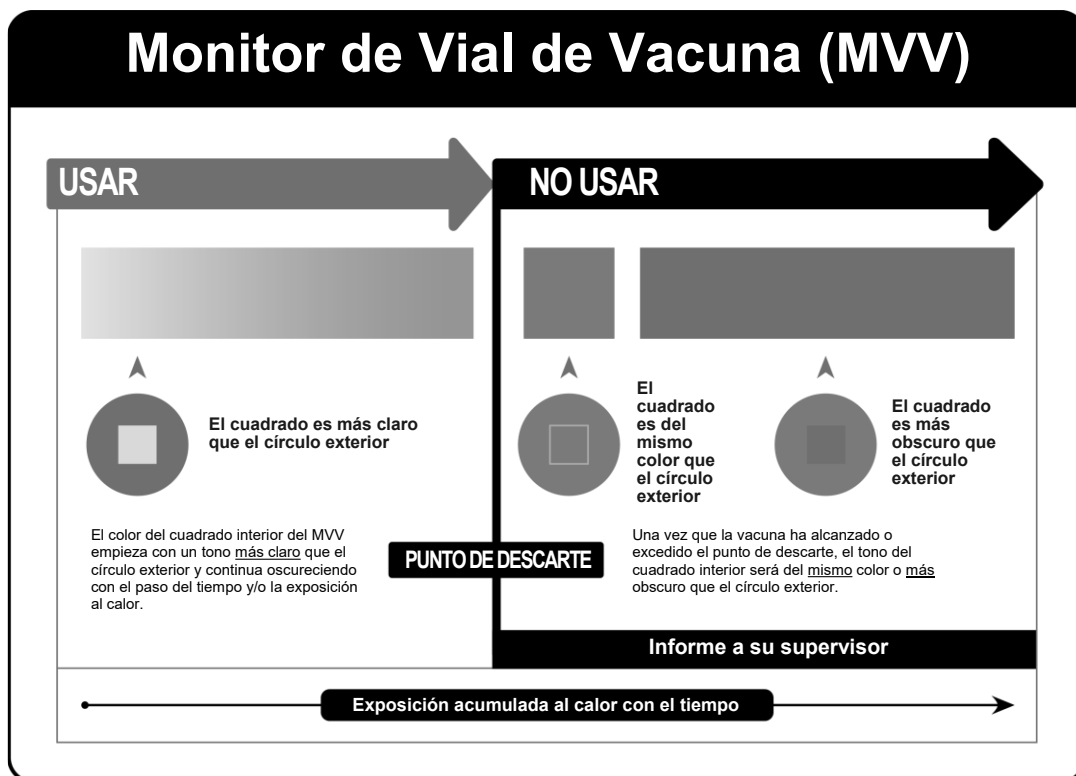 Monitor de Vial de Vacuna (MVV)
USAR
NO USAR
El cuadrado es más claro
que el círculo exterior
El
cuadrado
es del
mismo
color que
el círculo
exterior
El cuadrado
es más
obscuro que
el círculo
exterior
El color del cuadrado interior del MVV
empieza con un tono más claro que el
círculo exterior y continua oscureciendo
con el paso del tiempo y/o la exposición
al calor.
PUNTO DE DESCARTE
Una vez que la vacuna ha alcanzado o
excedido el punto de descarte, el tono del
cuadrado interior será del mismo color o más
obscuro que el círculo exterior.
Informe a su supervisor
Exposición acumulada al calor con el tiempo